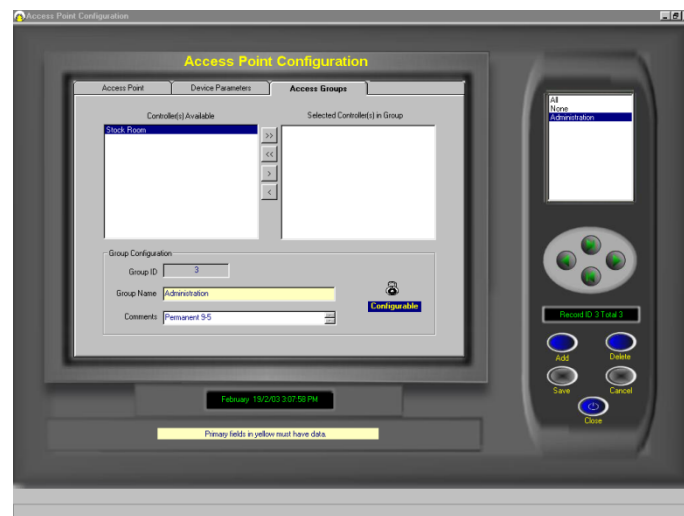 Access Point Configuration
Access Point Configuration
Access Point
Device Parameters
Access Groups
Controller(s) Available
Selected Controller(s) in Group
Stock Room
>>
<<
>
<
Group Configuration
Group ID 3
Group Name Administration
Comments Permanent 9-5
Configurable
February 19/2/03 3:07:58 PM
Primary fields in yellow must have data.
All
None
Administration
Record ID 3 Total 3
Add
Delete
Save
Cancel
Close